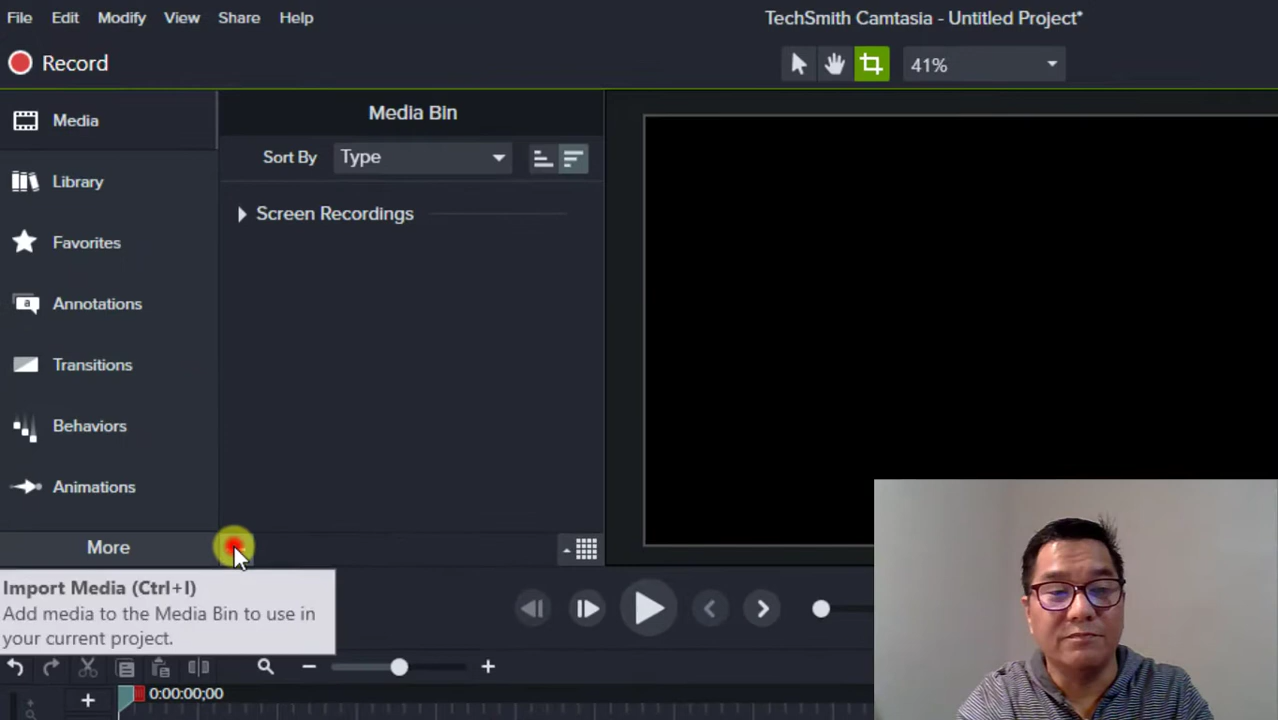 File Edit Modify View Share Help
TechSmith Camtasia - Untitled Project*
Record
41%
Media
Media Bin
Sort By Type
Library
Screen Recordings
Favorites
a Annotations
Transitions
Behaviors
Animations
More
Import Media (Ctrl+I)
Add media to the Media Bin to use in
your current project.
0:00:00;00